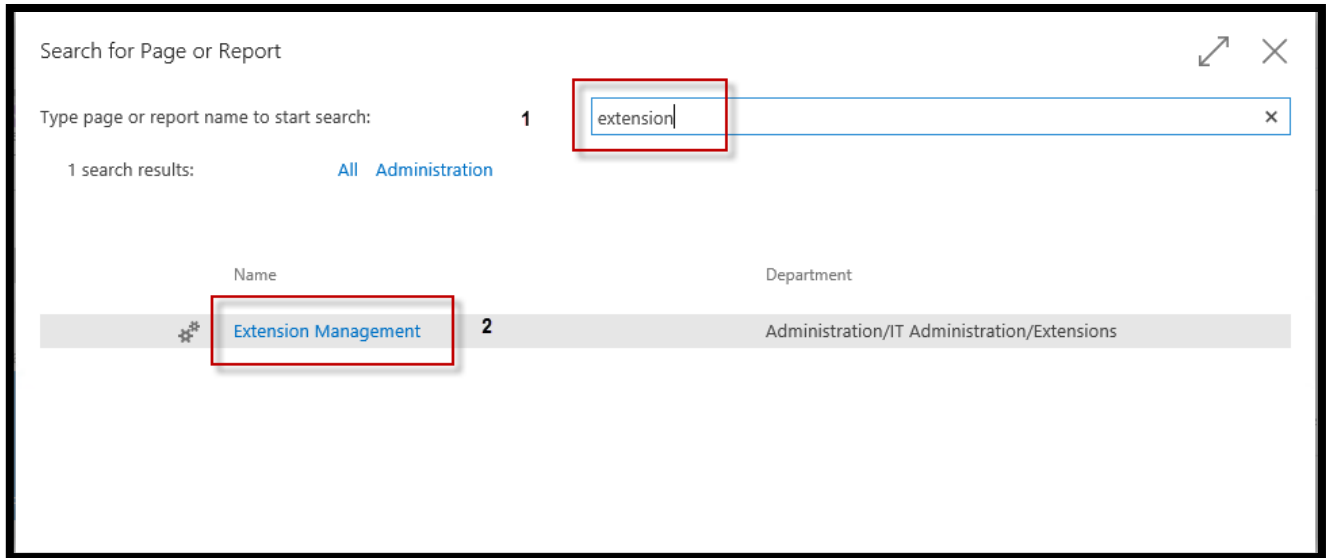 Search for Page or Report
Type page or report name to start search: 1 extension
1 search results: All Administration
Name Department
Extension Management 2 Administration/IT Administration/Extensions